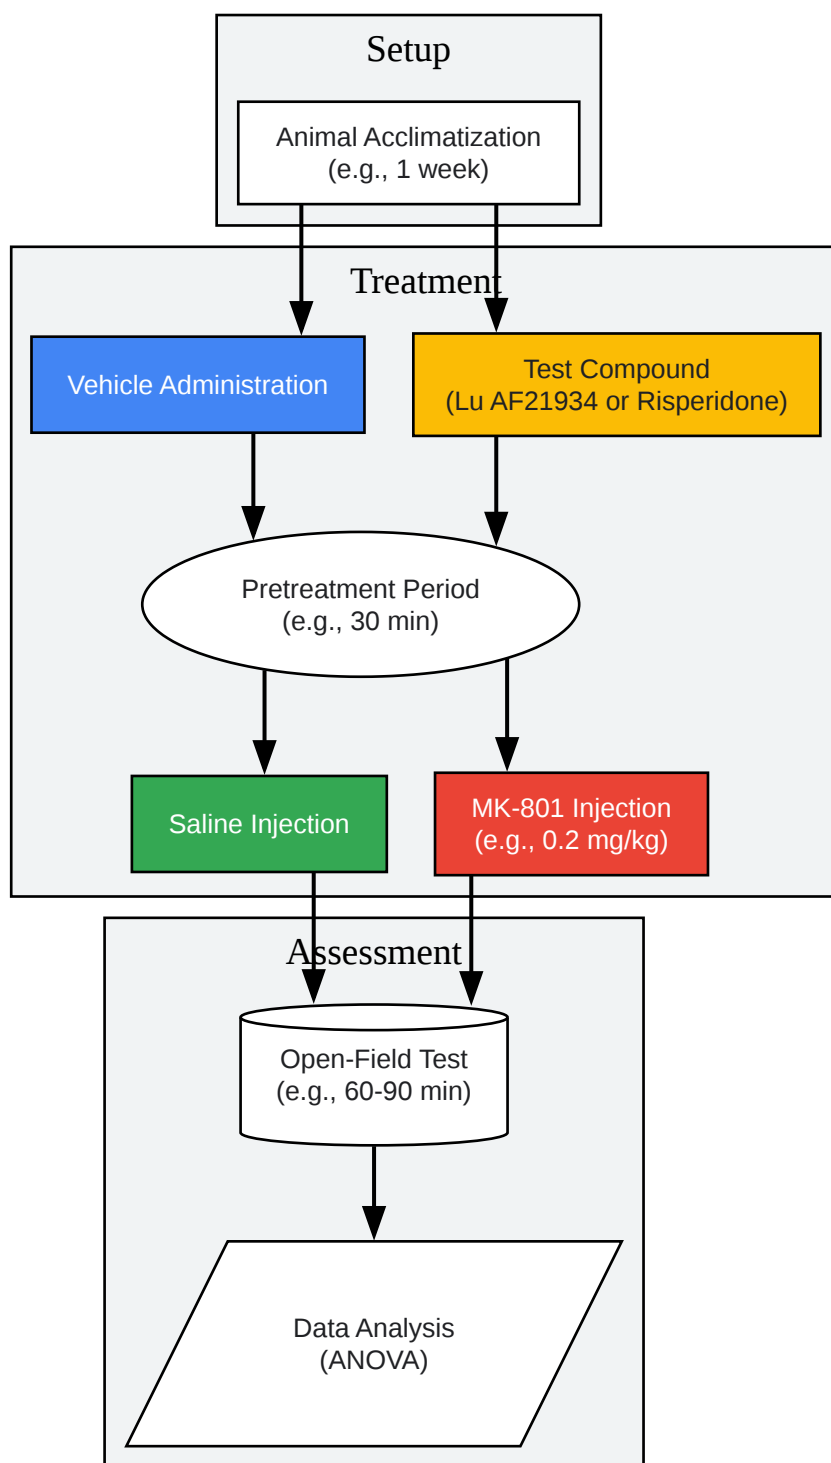 Setup
Animal Acclimatization
(e.g., 1 week)
Treatment
Vehicle Administration
Test Compound
(Lu AF21934 or Risperidone)
Pretreatment Period
(e.g., 30 min)
Saline Injection
MK-801 Injection
(e.g., 0.2 mg/kg)
Assessment
Open-Field Test
(e.g., 60-90 min)
Data Analysis
(ANOVA)